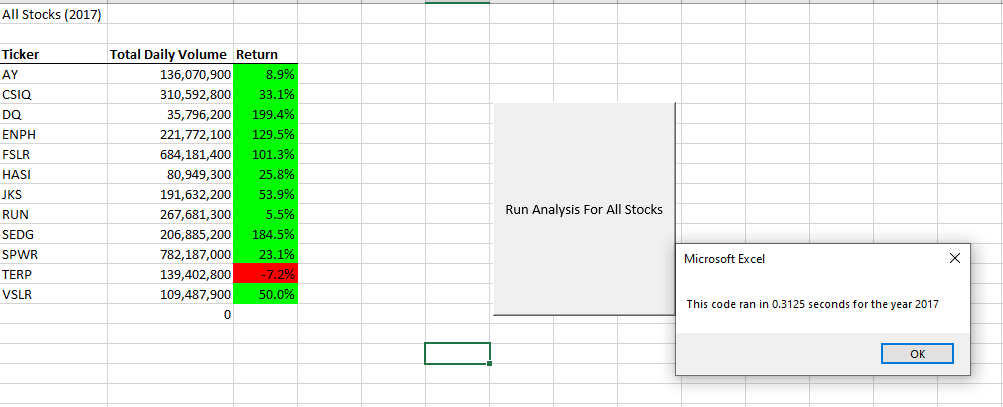 All Stocks (2017)
Ticker Total Daily Volume Return
AY 136,070,900 8.9%
CSIQ 310,592,800 33.1%
DQ 35,796,200 199.4%
ENPH 221,772,100 129.5%
FSLR 684,181,400 101.3%
HASI 80,949,300 25.8%
JKS 191,632,200 53.9%
RUN 267,681,300 5.5%
SEDG 206,885,200 184.5%
SPWR 782,187,000 23.1%
TERP 139,402,800 -7.2%
VSLR 109,487,900 50.0%
0
Run Analysis For All Stocks
Microsoft Excel
This code ran in 0.3125 seconds for the year 2017
OK